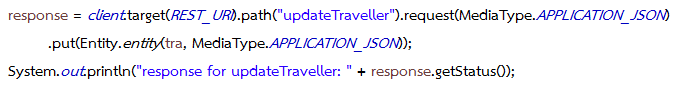 response = client.target(REST_URI).path("updateTraveller").request(MediaType.APPLICATION_JSON)
.put(Entity.entity(tra, MediaType.APPLICATION_JSON));
System.out.println("response for updateTraveller: " + response.getStatus());